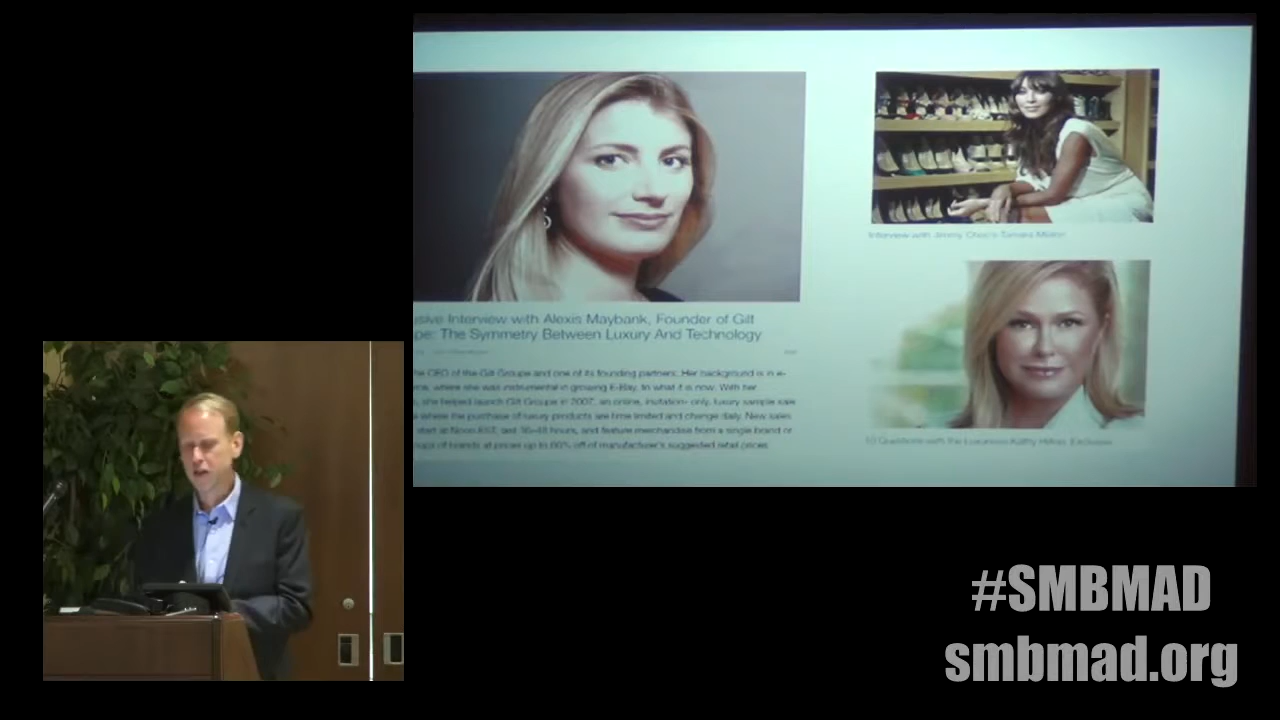 sive Interview with Alexis Maybank, Founder of Gilt
pe: The Symmetry Between Luxury And Technology
he CEO of the Gilt Groupe and one of its founding partners. Her background is in e-
where she was instrumental in growing E-Bay, to what it is now. With her
she helped launch Gilt Groupe in 2007, an online, invitation- only, luxury sample sale
where the purchase of luxury products are time limited and change daily. New sales
start at Noon EST, last 36-48 hours, and feature merchandise from a single brand or
of brands at prices up to 60% off of manufacturer's suggested retail prices
Interview with Jimmy Choo's Tamara Mellon
10 Questions with the Luxurious Kathy Hilton, Exclusive
#SMBMAD
smbmad.org